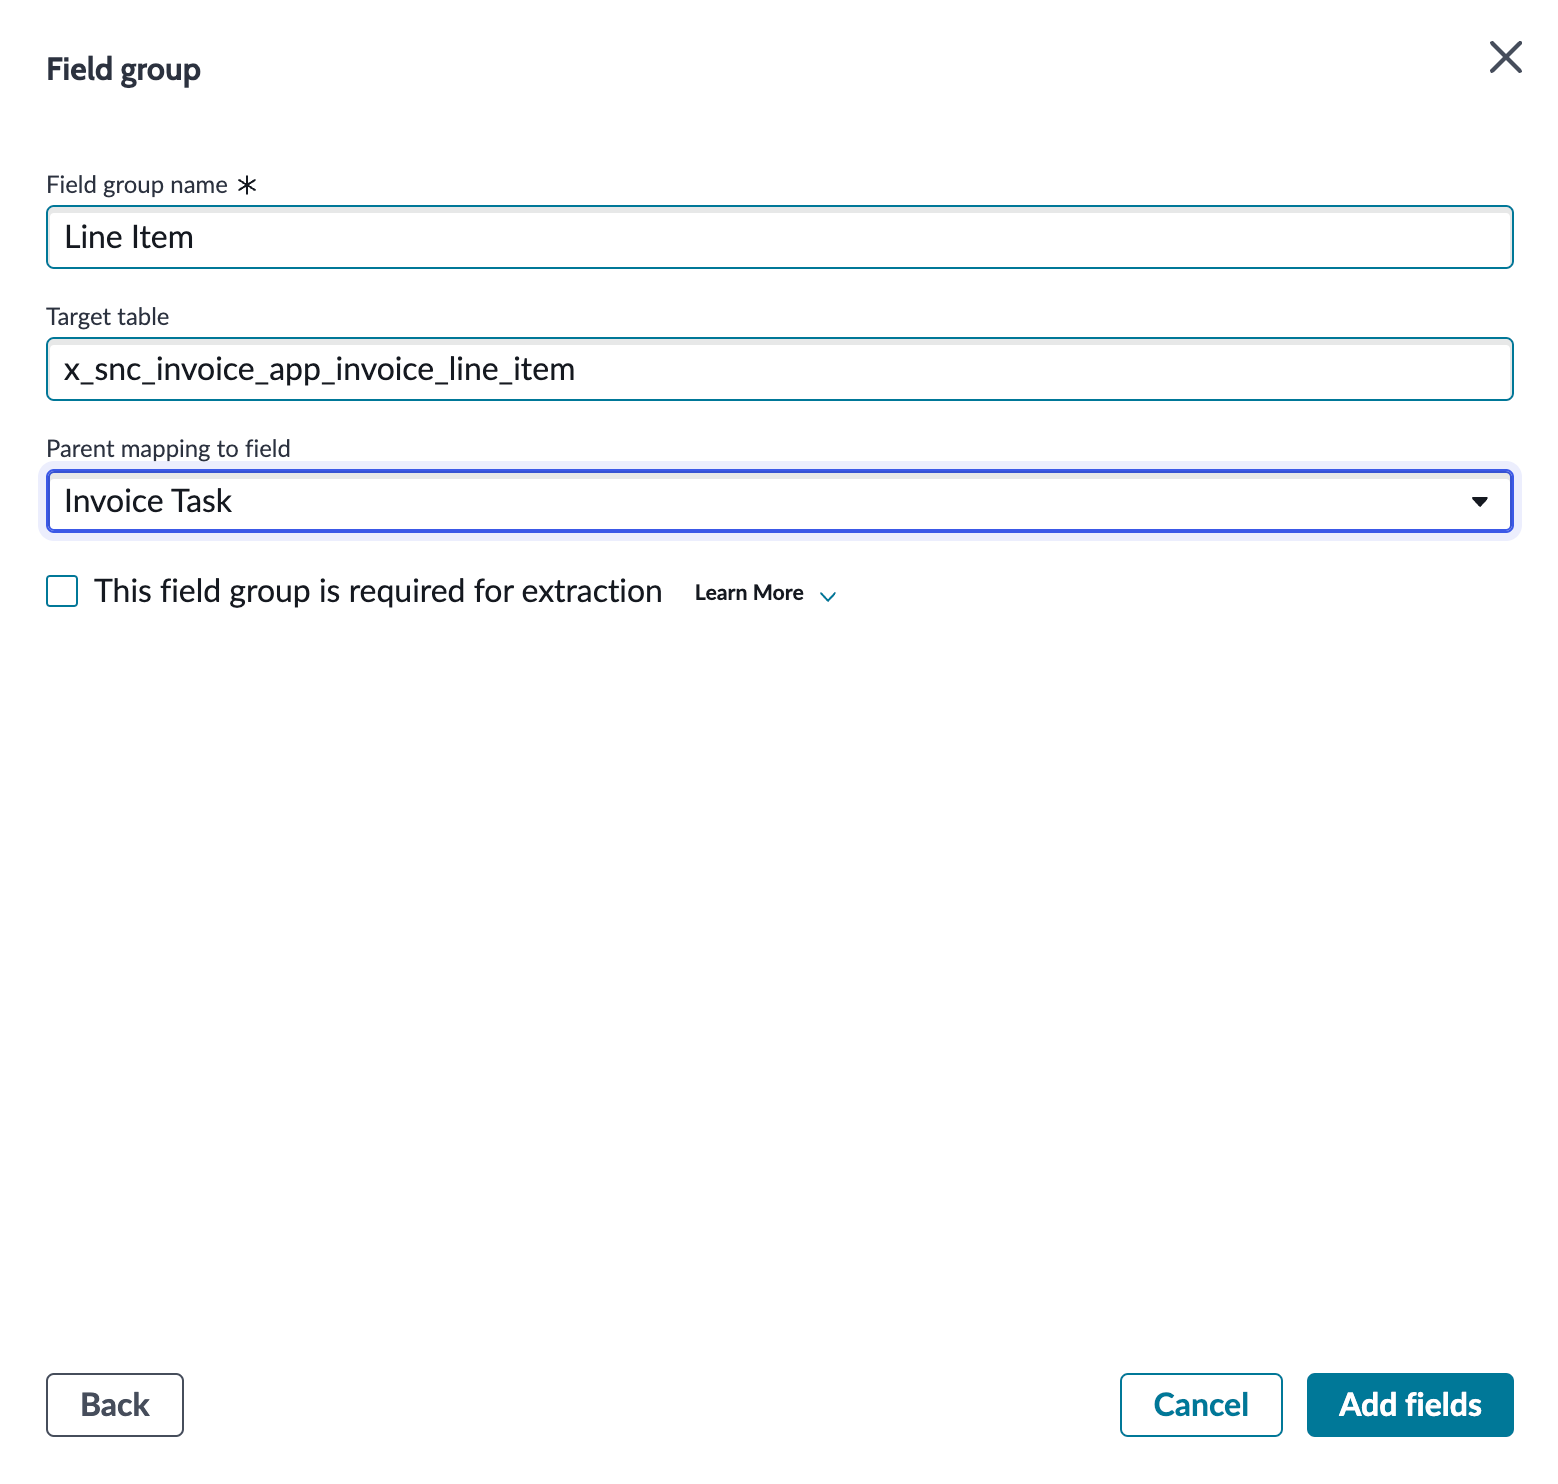 Field group
Field group name *
Line Item
Target table
x_snc_invoice_app_invoice_line_item
Parent mapping to field
Invoice Task
This field group is required for extraction Learn More
Back Cancel Add fields